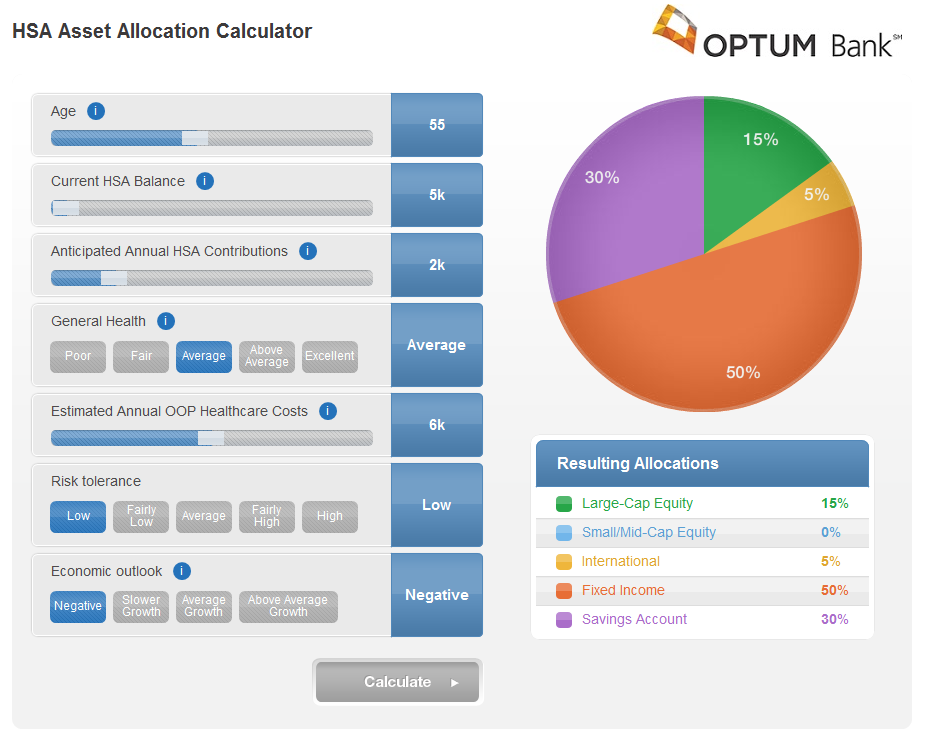 HSA Asset Allocation Calculator
OPTUM Bank℠
Age i
55
Current HSA Balance i
5k
Anticipated Annual HSA Contributions i
2k
General Health i
Poor
Fair
Average
Above
Average
Excellent
Average
Estimated Annual OOP Healthcare Costs i
6k
Risk tolerance
Low
Fairly
Low
Average
Fairly
High
High
Low
Economic outlook i
Negative
Slower
Growth
Average
Growth
Above Average
Growth
Negative
Calculate ►
15%
5%
30%
50%
Resulting Allocations
Large-Cap Equity 15%
Small/Mid-Cap Equity 0%
International 5%
Fixed Income 50%
Savings Account 30%